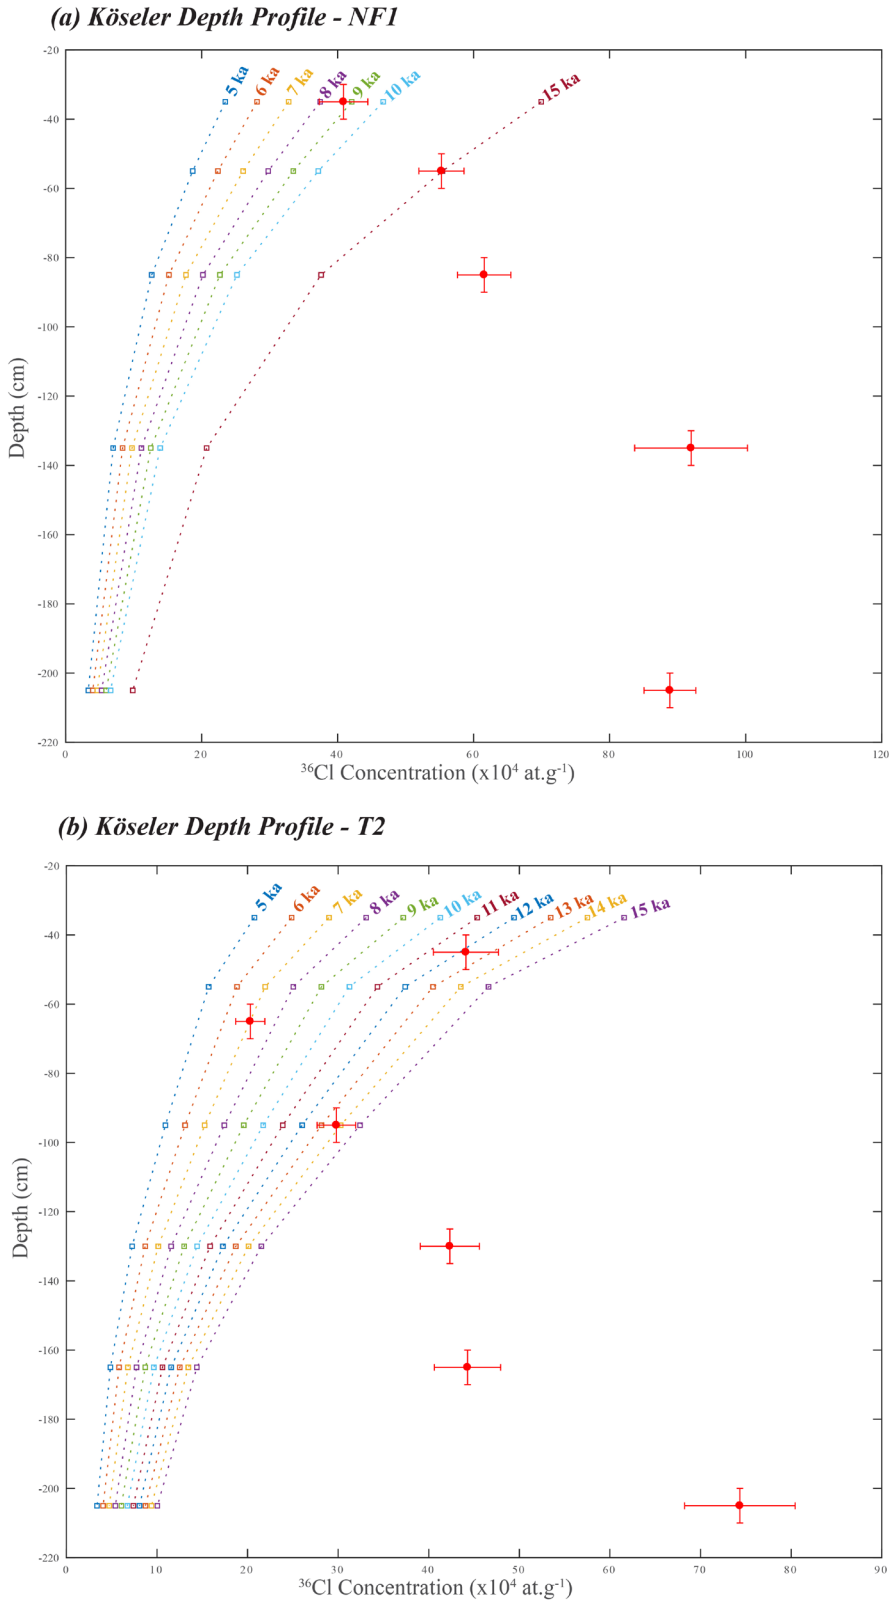 (a) Köseler Depth Profile - NF1
-20
-40
-60
-80
-100
-120
-140
-160
-180
-200
-220
Depth (cm)
5 ka
6 ka
7 ka
8 ka
9 ka
10 ka
15 ka
0 20 40 60 80 100 120
³⁶Cl Concentration (x10⁴ at.g⁻¹)
(b) Köseler Depth Profile - T2
-20
-40
-60
-80
-100
-120
-140
-160
-180
-200
-220
Depth (cm)
5 ka
6 ka
7 ka
8 ka
9 ka
10 ka
11 ka
12 ka
13 ka
14 ka
15 ka
0 10 20 30 40 50 60 70 80 90
³⁶Cl Concentration (x10⁴ at.g⁻¹)